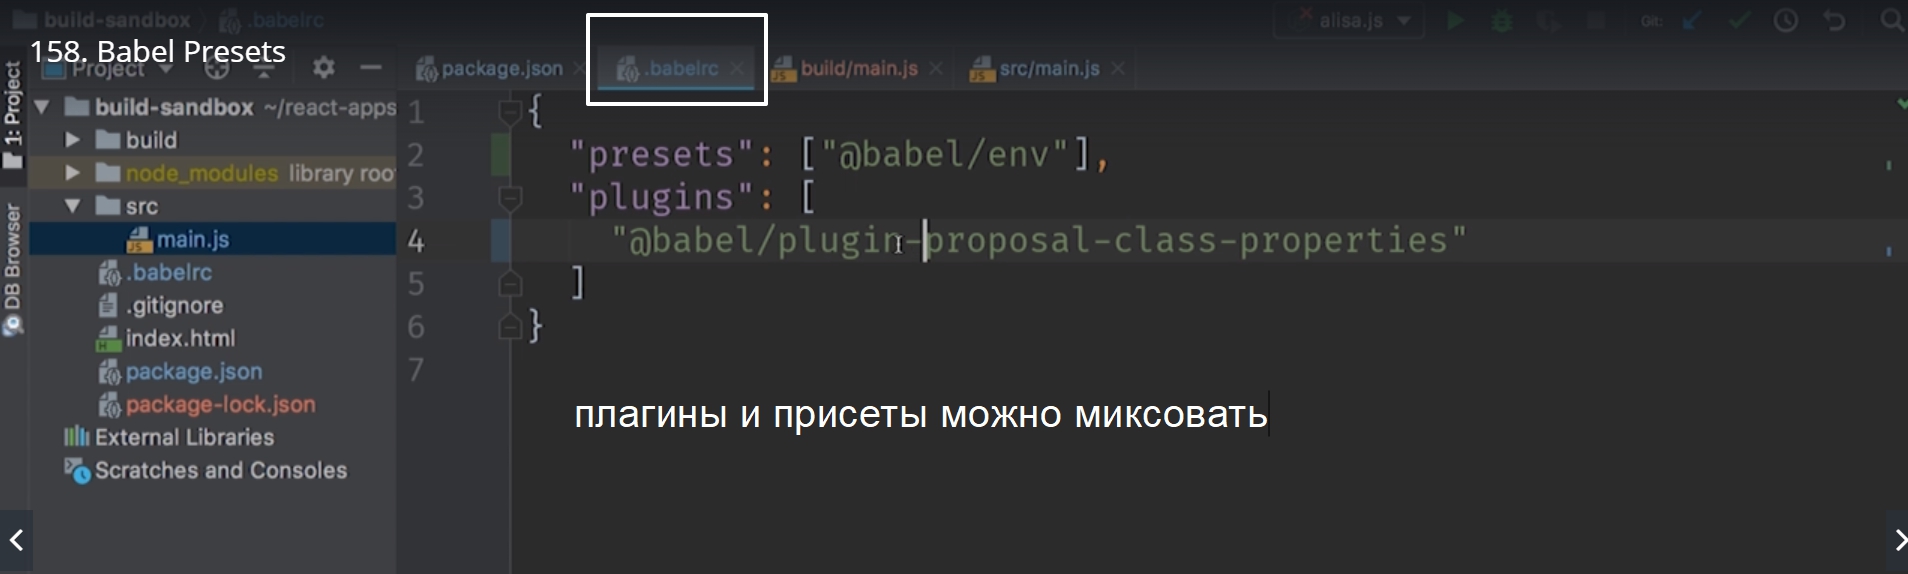 build-sandbox .babelrc alisa.js Git:
158. Babel Presets
Project package.json .babelrc build/main.js src/main.js
1: Project
DB Browser
build-sandbox ~/react-apps
build
node_modules library roo
src
main.js
.babelrc
.gitignore
index.html
package.json
package-lock.json
External Libraries
Scratches and Consoles
1 {
2 "presets": ["@babel/env"],
3 "plugins": [
4 "@babel/plugin-proposal-class-properties"
5 ]
6 }
7
плагины и присеты можно миксовать